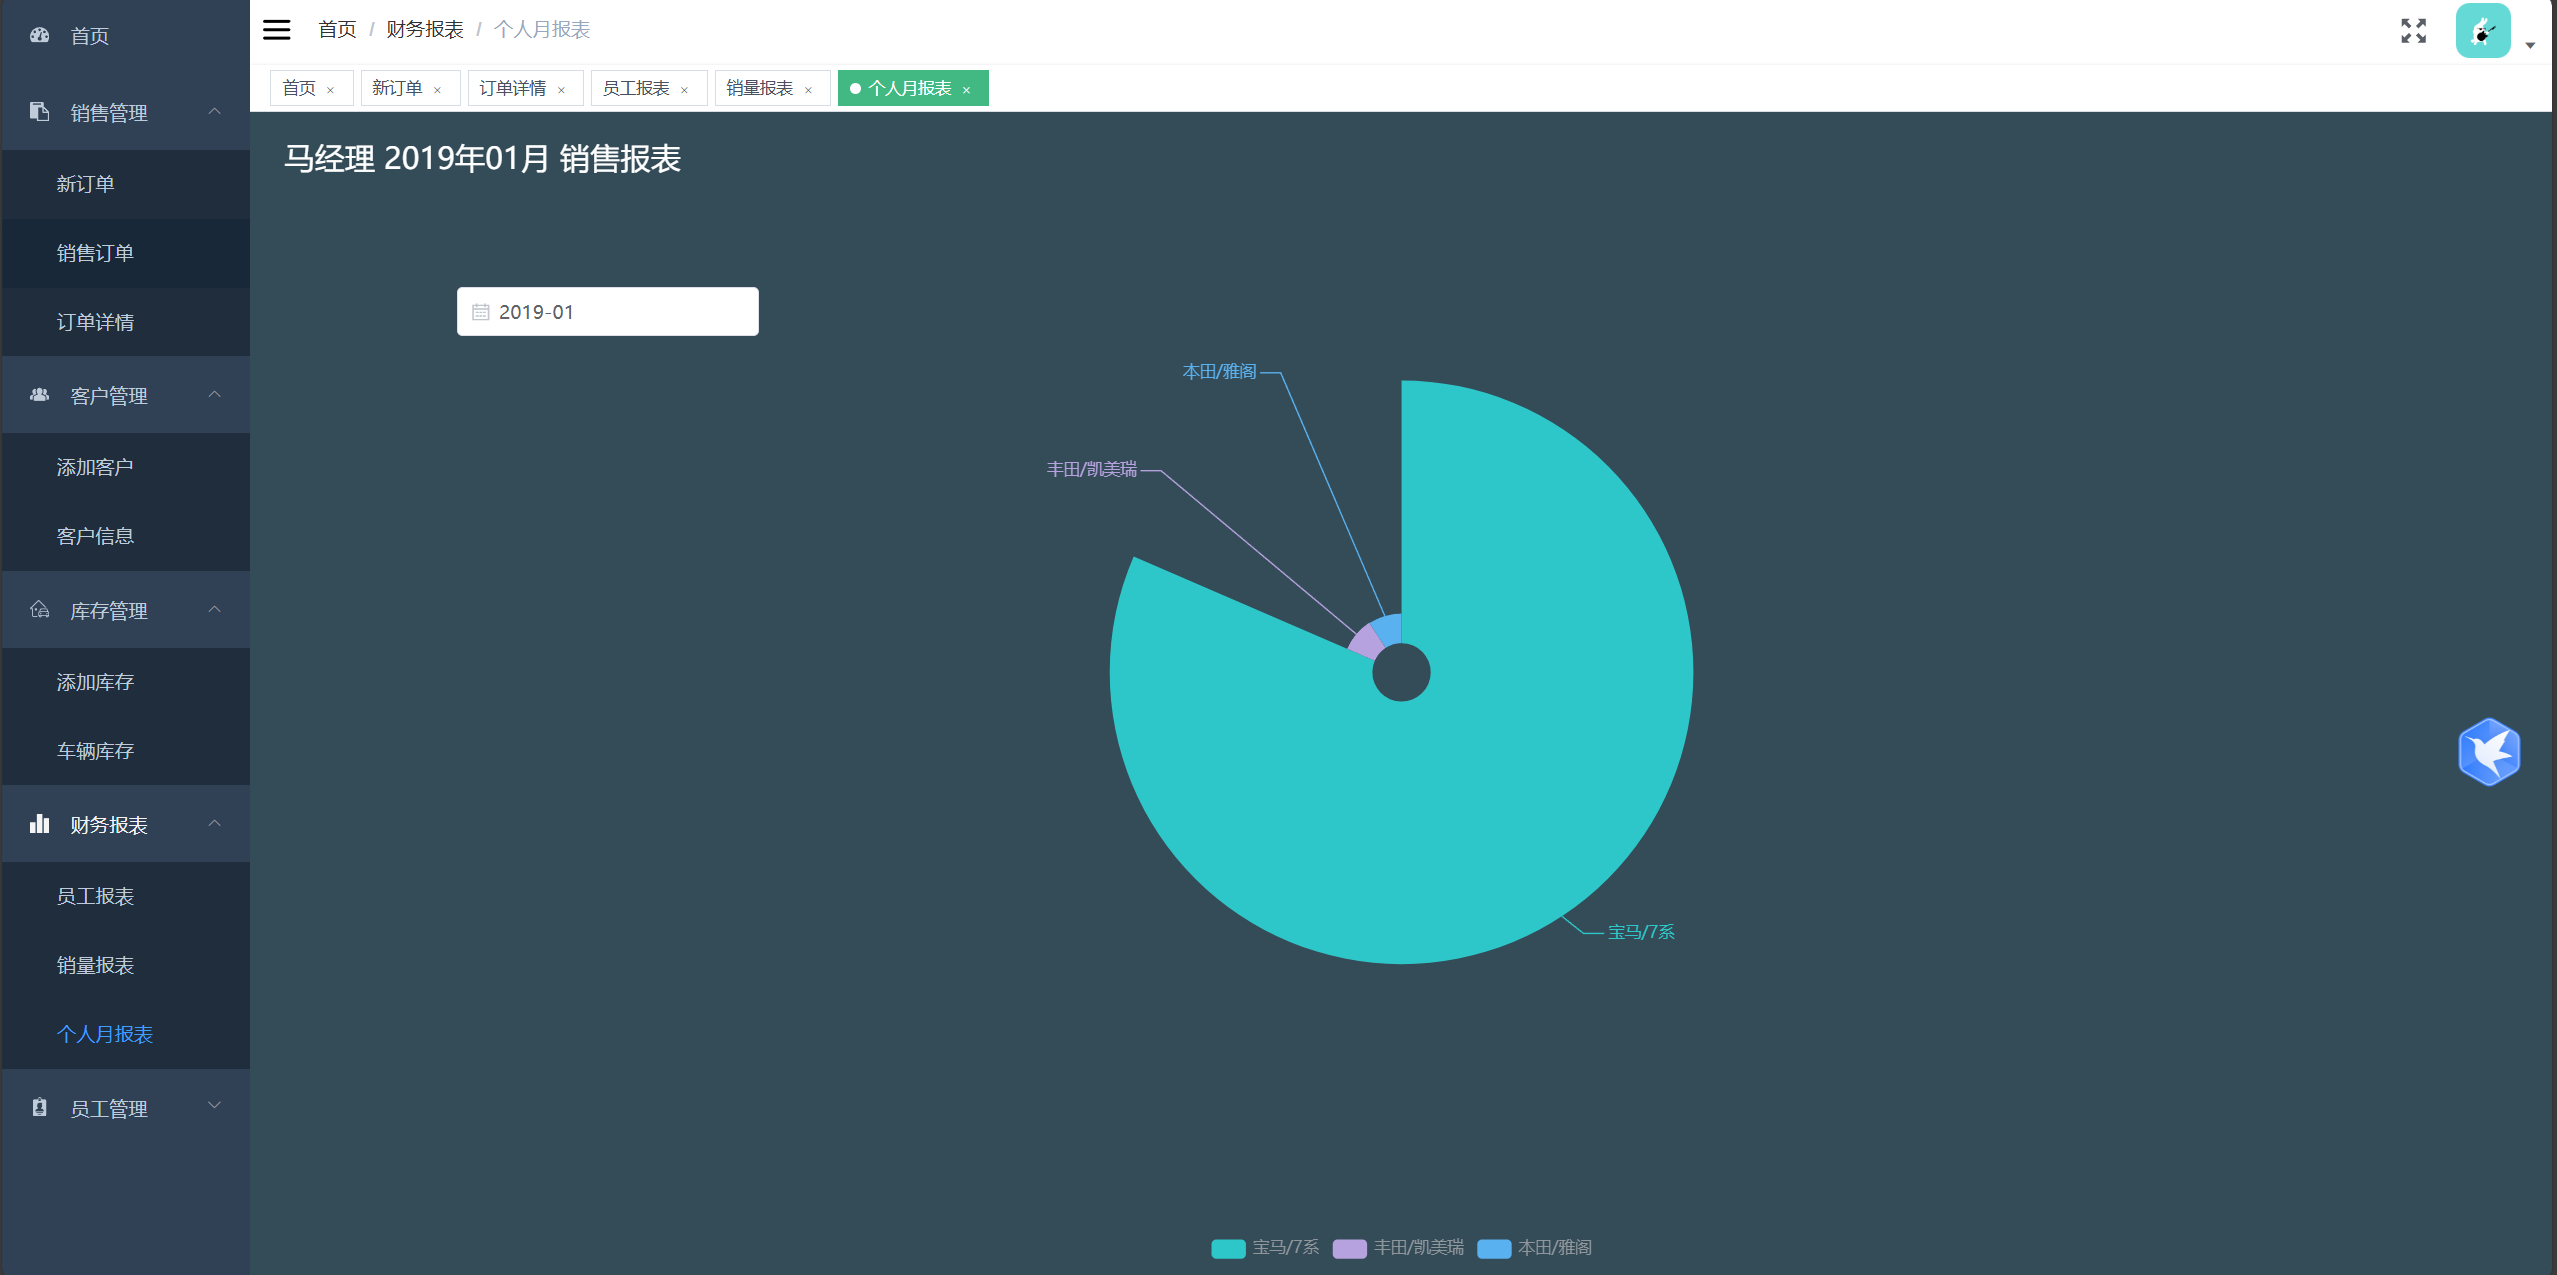 首页
销售管理
新订单
销售订单
订单详情
客户管理
添加客户
客户信息
库存管理
添加库存
车辆库存
财务报表
员工报表
销量报表
个人月报表
员工管理
首页 / 财务报表 / 个人月报表
首页 × 新订单 × 订单详情 × 员工报表 × 销量报表 × 个人月报表 ×
马经理 2019年01月 销售报表
2019-01
本田/雅阁
丰田/凯美瑞
宝马/7系
宝马/7系 丰田/凯美瑞 本田/雅阁